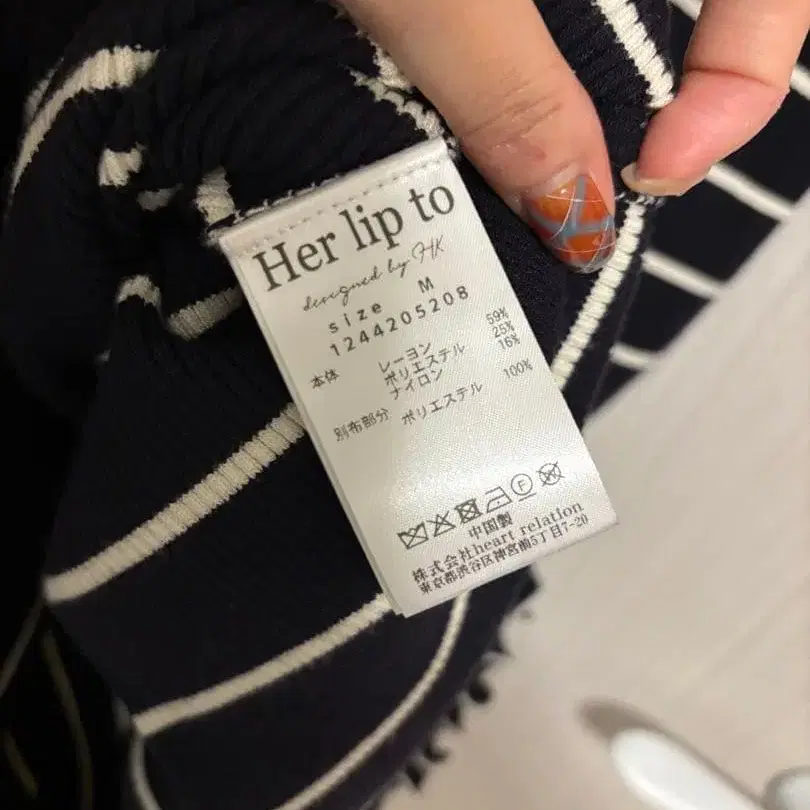 Her lip to
designed by HK
size M
1244205208
本体 レーヨン 59%
ポリエステル 25%
ナイロン 16%
別布部分 ポリエステル 100%
中国製
株式会社heart relation
東京都渋谷区神宮前5丁目7-20